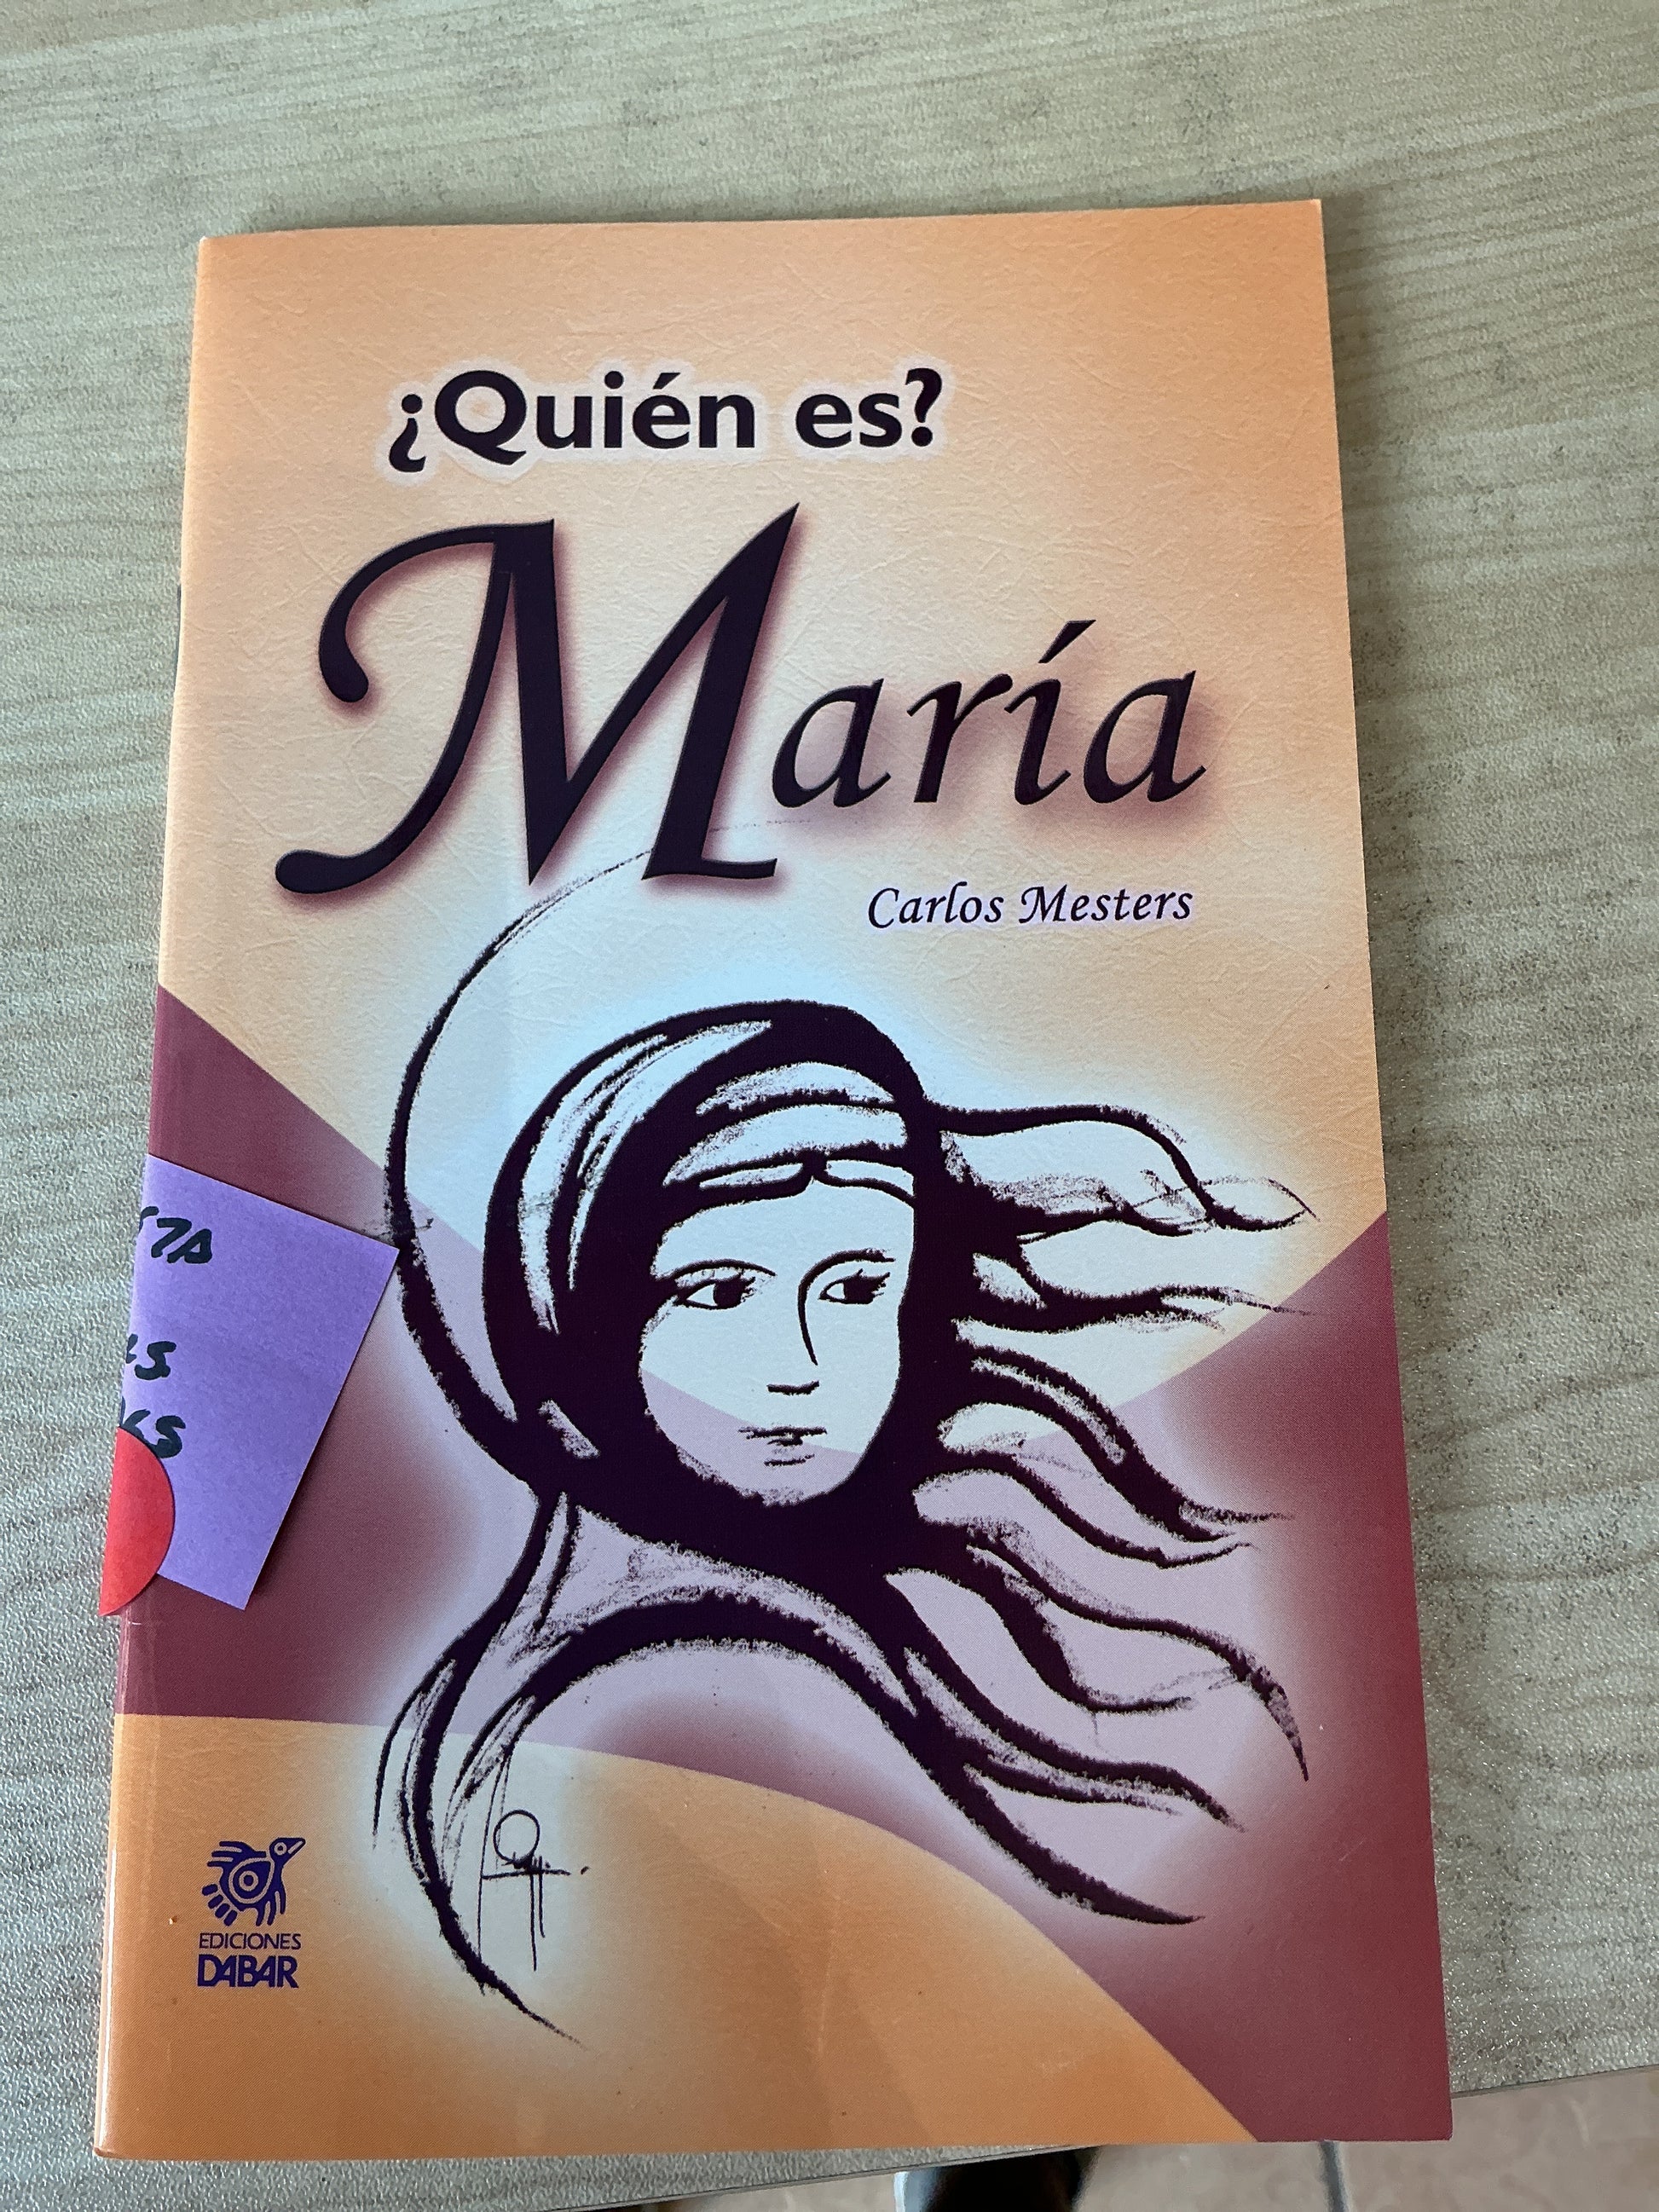 ¿Quién es?
María
Carlos Mesters
EDICIONES
DABAR